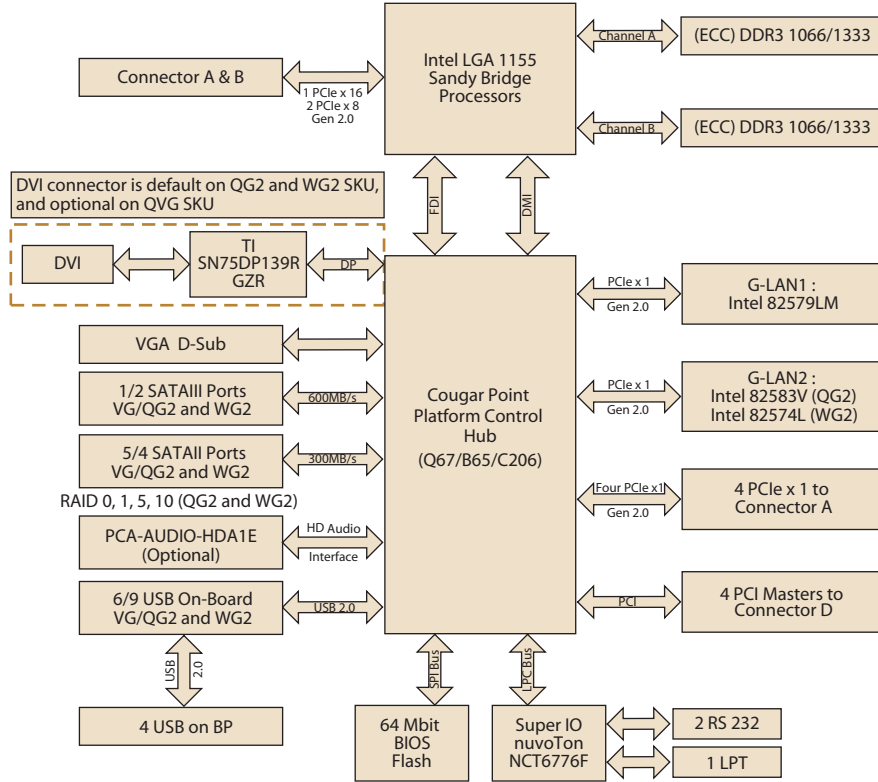 Intel LGA 1155
Sandy Bridge
Processors
Channel A
(ECC) DDR3 1066/1333
Channel B
(ECC) DDR3 1066/1333
Connector A & B
1 PCIe x 16
2 PCIe x 8
Gen 2.0
FDI
DMI
DVI connector is default on QG2 and WG2 SKU,
and optional on QVG SKU
DVI
TI
SN75DP139R
GZR
DP
VGA D-Sub
1/2 SATAIII Ports
VG/QG2 and WG2
600MB/s
5/4 SATAII Ports
VG/QG2 and WG2
300MB/s
RAID 0, 1, 5, 10 (QG2 and WG2)
PCA-AUDIO-HDA1E
(Optional)
HD Audio
Interface
6/9 USB On-Board
VG/QG2 and WG2
USB 2.0
USB
2.0
4 USB on BP
Cougar Point
Platform Control
Hub
(Q67/B65/C206)
PCIe x 1
Gen 2.0
G-LAN1 :
Intel 82579LM
PCIe x 1
Gen 2.0
G-LAN2 :
Intel 82583V (QG2)
Intel 82574L (WG2)
Four PCIe x1
Gen 2.0
4 PCIe x 1 to
Connector A
PCI
4 PCI Masters to
Connector D
SPI Bus
LPC Bus
64 Mbit
BIOS
Flash
Super IO
nuvoTon
NCT6776F
2 RS 232
1 LPT